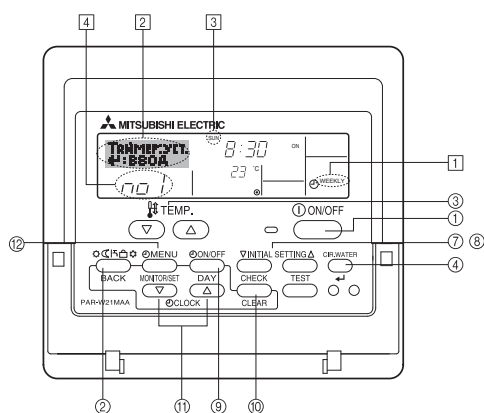 4 2 3
MITSUBISHI ELECTRIC
SUN
ТАЙМЕР.УСТ. 8:30 ON
↵:ВВОД
23 °C
no 1 WEEKLY 1
TEMP. ON/OFF 3
1
12 7 8
MENU ON/OFF ▽INITIAL SETTING△ CIR.WATER
4
BACK MONITOR/SET DAY CHECK TEST ↵
PAR-W21MAA CLOCK CLEAR
2 11 9 10